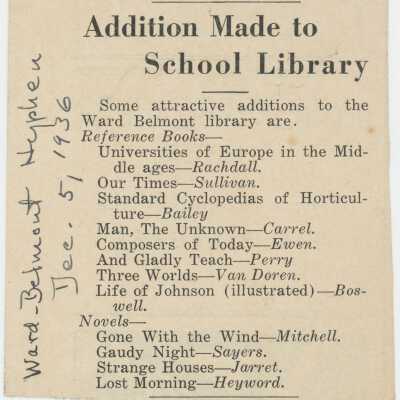 Addition Made to
School Library
Some attractive additions to the
Ward Belmont library are.
Reference Books—
Universities of Europe in the Mid-
dle ages—Rachdall.
Our Times—Sullivan.
Standard Cyclopedias of Horticul-
ture—Bailey
Man, The Unknown—Carrel.
Composers of Today—Ewen.
And Gladly Teach—Perry
Three Worlds—Van Doren.
Life of Johnson (illustrated)—Bos-
well.
Novels—
Gone With the Wind—Mitchell.
Gaudy Night—Sayers.
Strange Houses—Jarret.
Lost Morning—Heyword.
Ward-Belmont Hyphen
Dec. 5, 1936